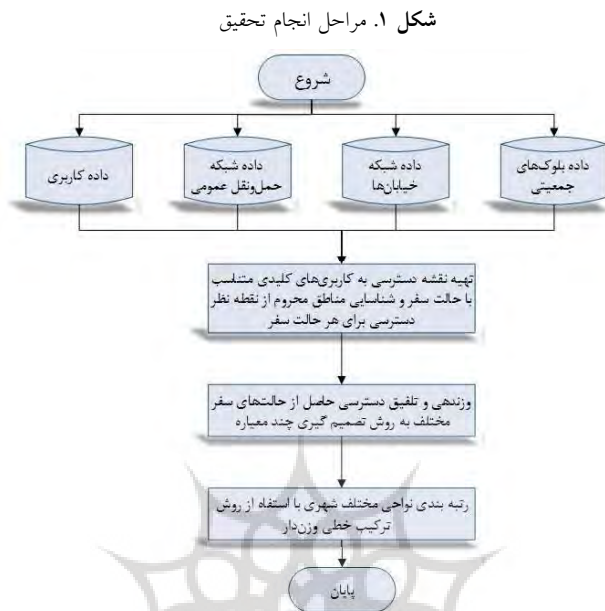 شکل ۱. مراحل انجام تحقیق
شروع
داده بلوک‌های
جمعیتی
داده شبکه
خیابان‌ها
داده شبکه
حمل‌ونقل عمومی
داده کاربری
تهیه نقشه دسترسی به کاربری‌های کلیدی متناسب
با حالت سفر و شناسایی مناطق محروم از نقطه نظر
دسترسی برای هر حالت سفر
وزندهی و تلفیق دسترسی حاصل از حالت‌های سفر
مختلف به روش تصمیم گیری چند معیاره
رتبه بندی نواحی مختلف شهری با استفاه از روش
ترکیب خطی وزن‌دار
پایان